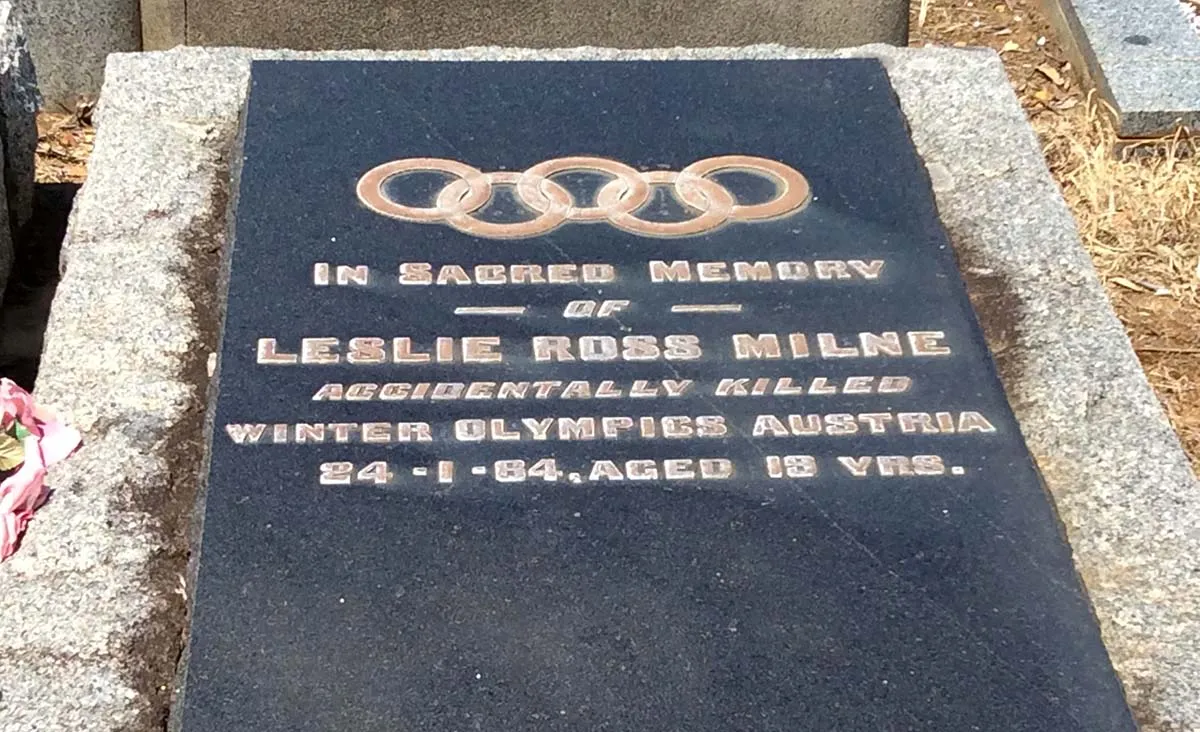 IN SACRED MEMORY
— OF —
LESLIE ROSS MILNE
ACCIDENTALLY KILLED
WINTER OLYMPICS AUSTRIA
24-1-64, AGED 19 YRS.